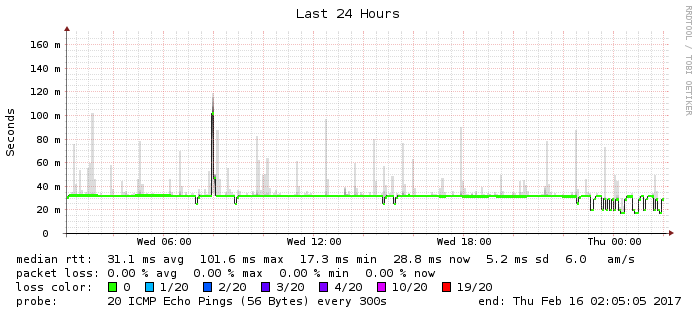 Last 24 Hours
RRDTOOL / TOBI OETIKER
Seconds
160 m
140 m
120 m
100 m
80 m
60 m
40 m
20 m
0
Wed 06:00 Wed 12:00 Wed 18:00 Thu 00:00
median rtt: 31.1 ms avg 101.6 ms max 17.3 ms min 28.8 ms now 5.2 ms sd 6.0 am/s
packet loss: 0.00 % avg 0.00 % max 0.00 % min 0.00 % now
loss color: 0 1/20 2/20 3/20 4/20 10/20 19/20
probe: 20 ICMP Echo Pings (56 Bytes) every 300s end: Thu Feb 16 02:05:05 2017